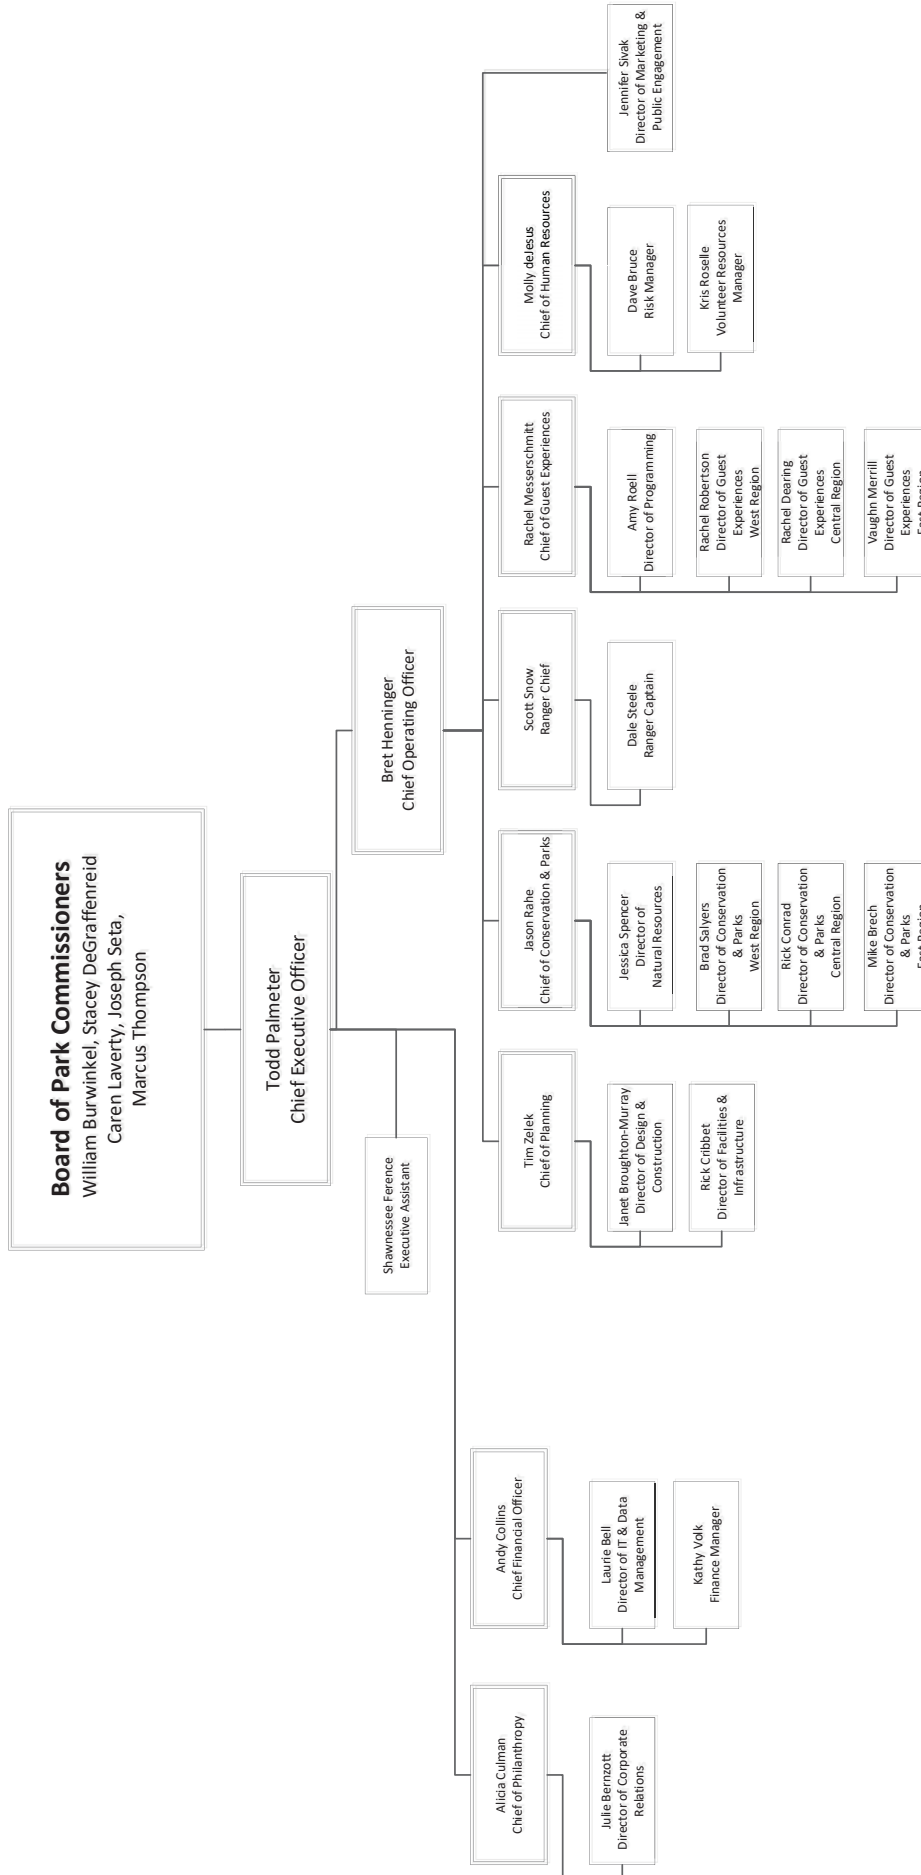 Board of Park Commissioners
William Burwinkel, Stacey DeGraffenreid
Caren Laverty, Joseph Seta,
Marcus Thompson
Todd Palmeter
Chief Executive Officer
Shawnessee Ference
Executive Assistant
Bret Henninger
Chief Operating Officer
Alicia Culman
Chief of Philanthropy
Julie Bernzott
Director of Corporate
Relations
Andy Collins
Chief Financial Officer
Laurie Bell
Director of IT & Data
Management
Kathy Volk
Finance Manager
Tim Zelek
Chief of Planning
Janet Broughton-Murray
Director of Design &
Construction
Rick Cribbet
Director of Facilities &
Infrastructure
Jason Rahe
Chief of Conservation & Parks
Jessica Spencer
Director of
Natural Resources
Brad Salyers
Director of Conservation
& Parks
West Region
Rick Conrad
Director of Conservation
& Parks
Central Region
Mike Brech
Director of Conservation
& Parks
East Region
Scott Snow
Ranger Chief
Dale Steele
Ranger Captain
Rachel Messerschmitt
Chief of Guest Experiences
Amy Roell
Director of Programming
Rachel Robertson
Director of Guest
Experiences
West Region
Rachel Dearing
Director of Guest
Experiences
Central Region
Vaughn Merrill
Director of Guest
Experiences
East Region
Molly deJesus
Chief of Human Resources
Dave Bruce
Risk Manager
Kris Roselle
Volunteer Resources
Manager
Jennifer Sivak
Director of Marketing &
Public Engagement